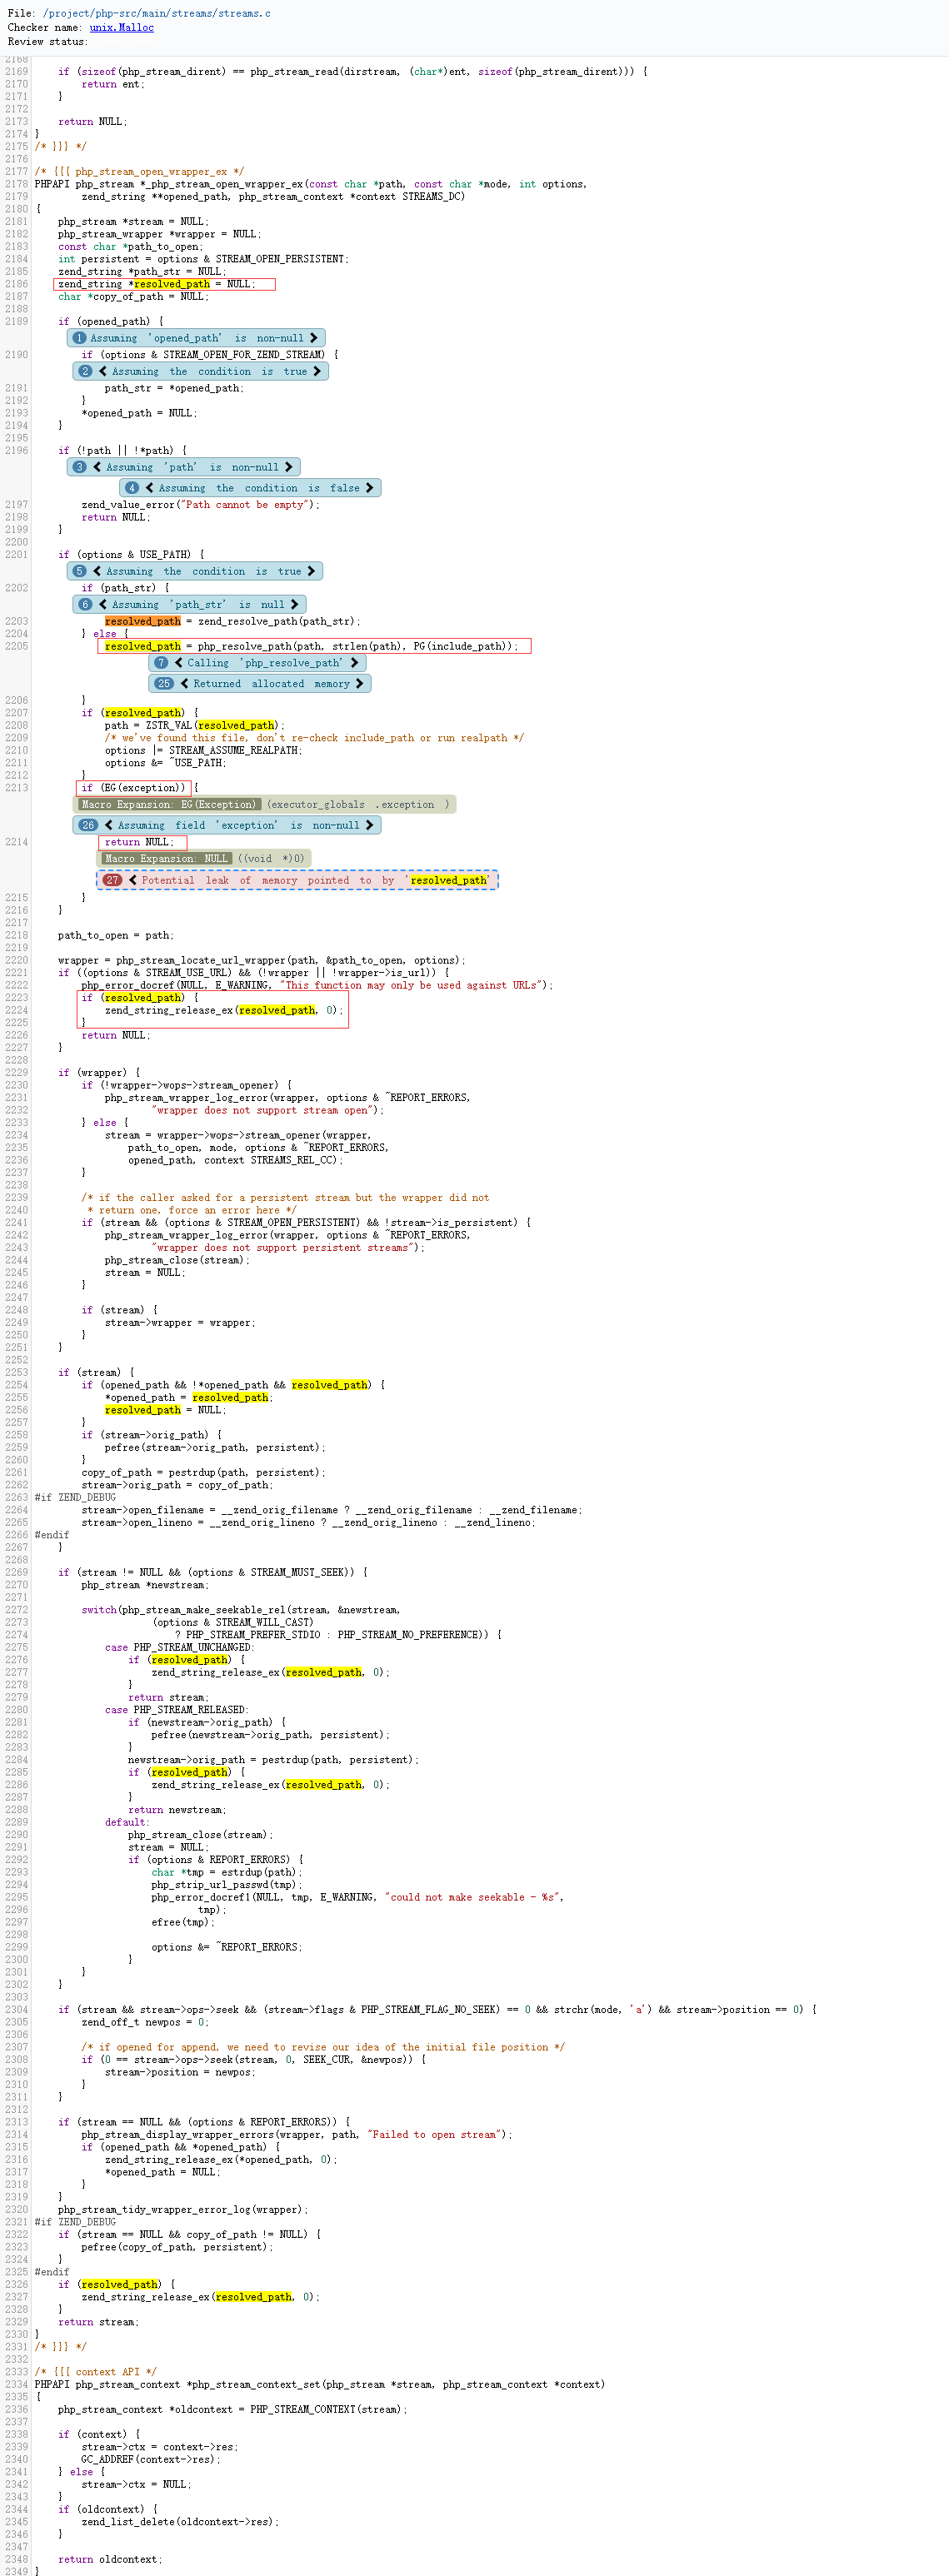 File: /project/php-src/main/streams/streams.c
Checker name: unix.Malloc
Review status:
2168
2169 if (sizeof(php_stream_dirent) == php_stream_read(dirstream, (char*)ent, sizeof(php_stream_dirent))) {
2170 return ent;
2171 }
2172
2173 return NULL;
2174 }
2175 /* }}} */
2176
2177 /* {{{ php_stream_open_wrapper_ex */
2178 PHPAPI php_stream *_php_stream_open_wrapper_ex(const char *path, const char *mode, int options,
2179 zend_string **opened_path, php_stream_context *context STREAMS_DC)
2180 {
2181 php_stream *stream = NULL;
2182 php_stream_wrapper *wrapper = NULL;
2183 const char *path_to_open;
2184 int persistent = options & STREAM_OPEN_PERSISTENT;
2185 zend_string *path_str = NULL;
2186 zend_string *resolved_path = NULL;
2187 char *copy_of_path = NULL;
2188
2189 if (opened_path) {
1 Assuming 'opened_path' is non-null ❯
2190 if (options & STREAM_OPEN_FOR_ZEND_STREAM) {
2 ❮ Assuming the condition is true ❯
2191 path_str = *opened_path;
2192 }
2193 *opened_path = NULL;
2194 }
2195
2196 if (!path || !*path) {
3 ❮ Assuming 'path' is non-null ❯
4 ❮ Assuming the condition is false ❯
2197 zend_value_error("Path cannot be empty");
2198 return NULL;
2199 }
2200
2201 if (options & USE_PATH) {
5 ❮ Assuming the condition is true ❯
2202 if (path_str) {
6 ❮ Assuming 'path_str' is null ❯
2203 resolved_path = zend_resolve_path(path_str);
2204 } else {
2205 resolved_path = php_resolve_path(path, strlen(path), PG(include_path));
7 ❮ Calling 'php_resolve_path' ❯
25 ❮ Returned allocated memory ❯
2206 }
2207 if (resolved_path) {
2208 path = ZSTR_VAL(resolved_path);
2209 /* we've found this file, don't re-check include_path or run realpath */
2210 options |= STREAM_ASSUME_REALPATH;
2211 options &= ~USE_PATH;
2212 }
2213 if (EG(exception)) {
Macro Expansion: EG(Exception) (executor_globals .exception )
26 ❮ Assuming field 'exception' is non-null ❯
2214 return NULL;
Macro Expansion: NULL ((void *)0)
27 ❮ Potential leak of memory pointed to by 'resolved_path'
2215 }
2216 }
2217
2218 path_to_open = path;
2219
2220 wrapper = php_stream_locate_url_wrapper(path, &path_to_open, options);
2221 if ((options & STREAM_USE_URL) && (!wrapper || !wrapper->is_url)) {
2222 php_error_docref(NULL, E_WARNING, "This function may only be used against URLs");
2223 if (resolved_path) {
2224 zend_string_release_ex(resolved_path, 0);
2225 }
2226 return NULL;
2227 }
2228
2229 if (wrapper) {
2230 if (!wrapper->wops->stream_opener) {
2231 php_stream_wrapper_log_error(wrapper, options & ~REPORT_ERRORS,
2232 "wrapper does not support stream open");
2233 } else {
2234 stream = wrapper->wops->stream_opener(wrapper,
2235 path_to_open, mode, options & ~REPORT_ERRORS,
2236 opened_path, context STREAMS_REL_CC);
2237 }
2238
2239 /* if the caller asked for a persistent stream but the wrapper did not
2240 * return one, force an error here */
2241 if (stream && (options & STREAM_OPEN_PERSISTENT) && !stream->is_persistent) {
2242 php_stream_wrapper_log_error(wrapper, options & ~REPORT_ERRORS,
2243 "wrapper does not support persistent streams");
2244 php_stream_close(stream);
2245 stream = NULL;
2246 }
2247
2248 if (stream) {
2249 stream->wrapper = wrapper;
2250 }
2251 }
2252
2253 if (stream) {
2254 if (opened_path && !*opened_path && resolved_path) {
2255 *opened_path = resolved_path;
2256 resolved_path = NULL;
2257 }
2258 if (stream->orig_path) {
2259 pefree(stream->orig_path, persistent);
2260 }
2261 copy_of_path = pestrdup(path, persistent);
2262 stream->orig_path = copy_of_path;
2263 #if ZEND_DEBUG
2264 stream->open_filename = __zend_orig_filename ? __zend_orig_filename : __zend_filename;
2265 stream->open_lineno = __zend_orig_lineno ? __zend_orig_lineno : __zend_lineno;
2266 #endif
2267 }
2268
2269 if (stream != NULL && (options & STREAM_MUST_SEEK)) {
2270 php_stream *newstream;
2271
2272 switch(php_stream_make_seekable_rel(stream, &newstream,
2273 (options & STREAM_WILL_CAST)
2274 ? PHP_STREAM_PREFER_STDIO : PHP_STREAM_NO_PREFERENCE)) {
2275 case PHP_STREAM_UNCHANGED:
2276 if (resolved_path) {
2277 zend_string_release_ex(resolved_path, 0);
2278 }
2279 return stream;
2280 case PHP_STREAM_RELEASED:
2281 if (newstream->orig_path) {
2282 pefree(newstream->orig_path, persistent);
2283 }
2284 newstream->orig_path = pestrdup(path, persistent);
2285 if (resolved_path) {
2286 zend_string_release_ex(resolved_path, 0);
2287 }
2288 return newstream;
2289 default:
2290 php_stream_close(stream);
2291 stream = NULL;
2292 if (options & REPORT_ERRORS) {
2293 char *tmp = estrdup(path);
2294 php_strip_url_passwd(tmp);
2295 php_error_docref1(NULL, tmp, E_WARNING, "could not make seekable - %s",
2296 tmp);
2297 efree(tmp);
2298
2299 options &= ~REPORT_ERRORS;
2300 }
2301 }
2302 }
2303
2304 if (stream && stream->ops->seek && (stream->flags & PHP_STREAM_FLAG_NO_SEEK) == 0 && strchr(mode, 'a') && stream->position == 0) {
2305 zend_off_t newpos = 0;
2306
2307 /* if opened for append, we need to revise our idea of the initial file position */
2308 if (0 == stream->ops->seek(stream, 0, SEEK_CUR, &newpos)) {
2309 stream->position = newpos;
2310 }
2311 }
2312
2313 if (stream == NULL && (options & REPORT_ERRORS)) {
2314 php_stream_display_wrapper_errors(wrapper, path, "Failed to open stream");
2315 if (opened_path && *opened_path) {
2316 zend_string_release_ex(*opened_path, 0);
2317 *opened_path = NULL;
2318 }
2319 }
2320 php_stream_tidy_wrapper_error_log(wrapper);
2321 #if ZEND_DEBUG
2322 if (stream == NULL && copy_of_path != NULL) {
2323 pefree(copy_of_path, persistent);
2324 }
2325 #endif
2326 if (resolved_path) {
2327 zend_string_release_ex(resolved_path, 0);
2328 }
2329 return stream;
2330 }
2331 /* }}} */
2332
2333 /* {{{ context API */
2334 PHPAPI php_stream_context *php_stream_context_set(php_stream *stream, php_stream_context *context)
2335 {
2336 php_stream_context *oldcontext = PHP_STREAM_CONTEXT(stream);
2337
2338 if (context) {
2339 stream->ctx = context->res;
2340 GC_ADDREF(context->res);
2341 } else {
2342 stream->ctx = NULL;
2343 }
2344 if (oldcontext) {
2345 zend_list_delete(oldcontext->res);
2346 }
2347
2348 return oldcontext;
2349 }